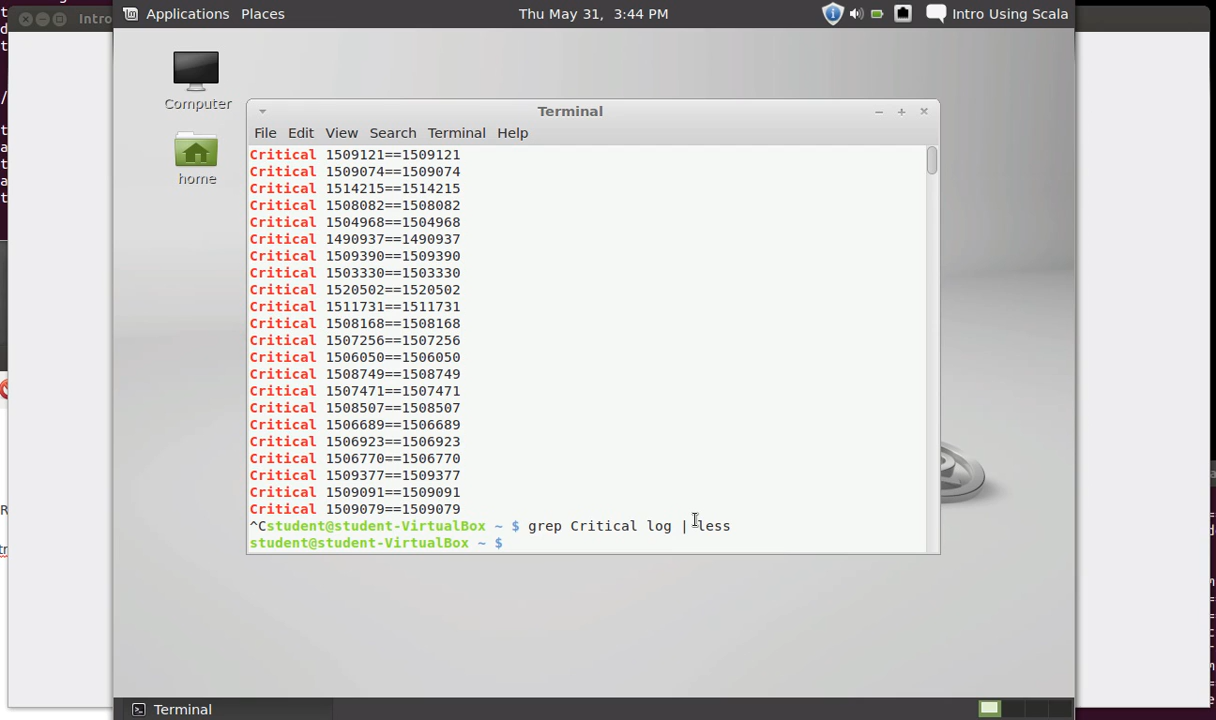 Intro
Applications Places Thu May 31, 3:44 PM Intro Using Scala
Computer
home
Terminal
File Edit View Search Terminal Help
Critical 1509121==1509121
Critical 1509074==1509074
Critical 1514215==1514215
Critical 1508082==1508082
Critical 1504968==1504968
Critical 1490937==1490937
Critical 1509390==1509390
Critical 1503330==1503330
Critical 1520502==1520502
Critical 1511731==1511731
Critical 1508168==1508168
Critical 1507256==1507256
Critical 1506050==1506050
Critical 1508749==1508749
Critical 1507471==1507471
Critical 1508507==1508507
Critical 1506689==1506689
Critical 1506923==1506923
Critical 1506770==1506770
Critical 1509377==1509377
Critical 1509091==1509091
Critical 1509079==1509079
^Cstudent@student-VirtualBox ~ $ grep Critical log | less
student@student-VirtualBox ~ $
Terminal